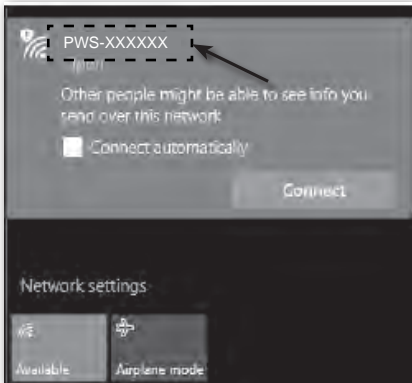 PWS-XXXXXX
Open
Other people might be able to see info you
send over this network
Connect automatically
Connect
Network settings
Available
Airplane mode